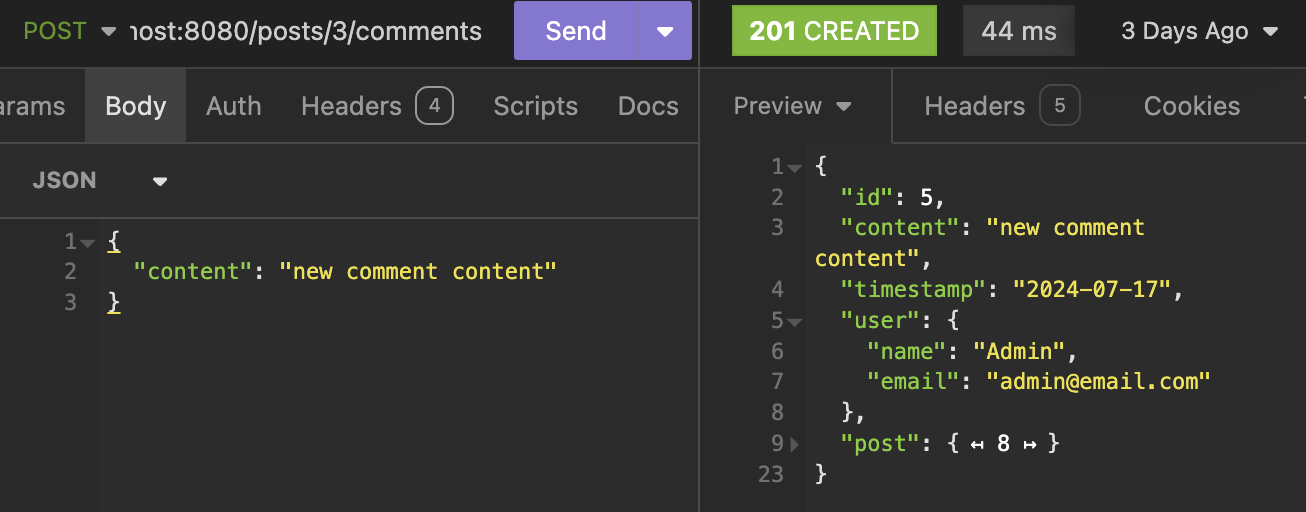 POST ost:8080/posts/3/comments Send 201 CREATED 44 ms 3 Days Ago
Body Auth Headers 4 Scripts Docs Preview Headers 5 Cookies
JSON
1 {
2 "content": "new comment content"
3 }
1 {
2 "id": 5,
3 "content": "new comment
content",
4 "timestamp": "2024-07-17",
5 "user": {
6 "name": "Admin",
7 "email": "admin@email.com"
8 },
9 "post": { ↤ 8 ↦ }
23 }